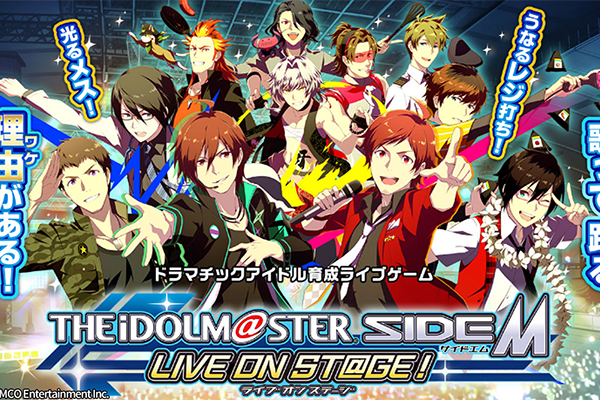 光るメス!
うなるレジ打ち!
ワケ
理由がある!
歌って踊る
ドラマチックアイドル育成ライブゲーム
THE iDOLM@STER SIDE M
サイドエム
LIVE ON ST@GE!
ライブオンステージ
MCO Entertainment Inc.